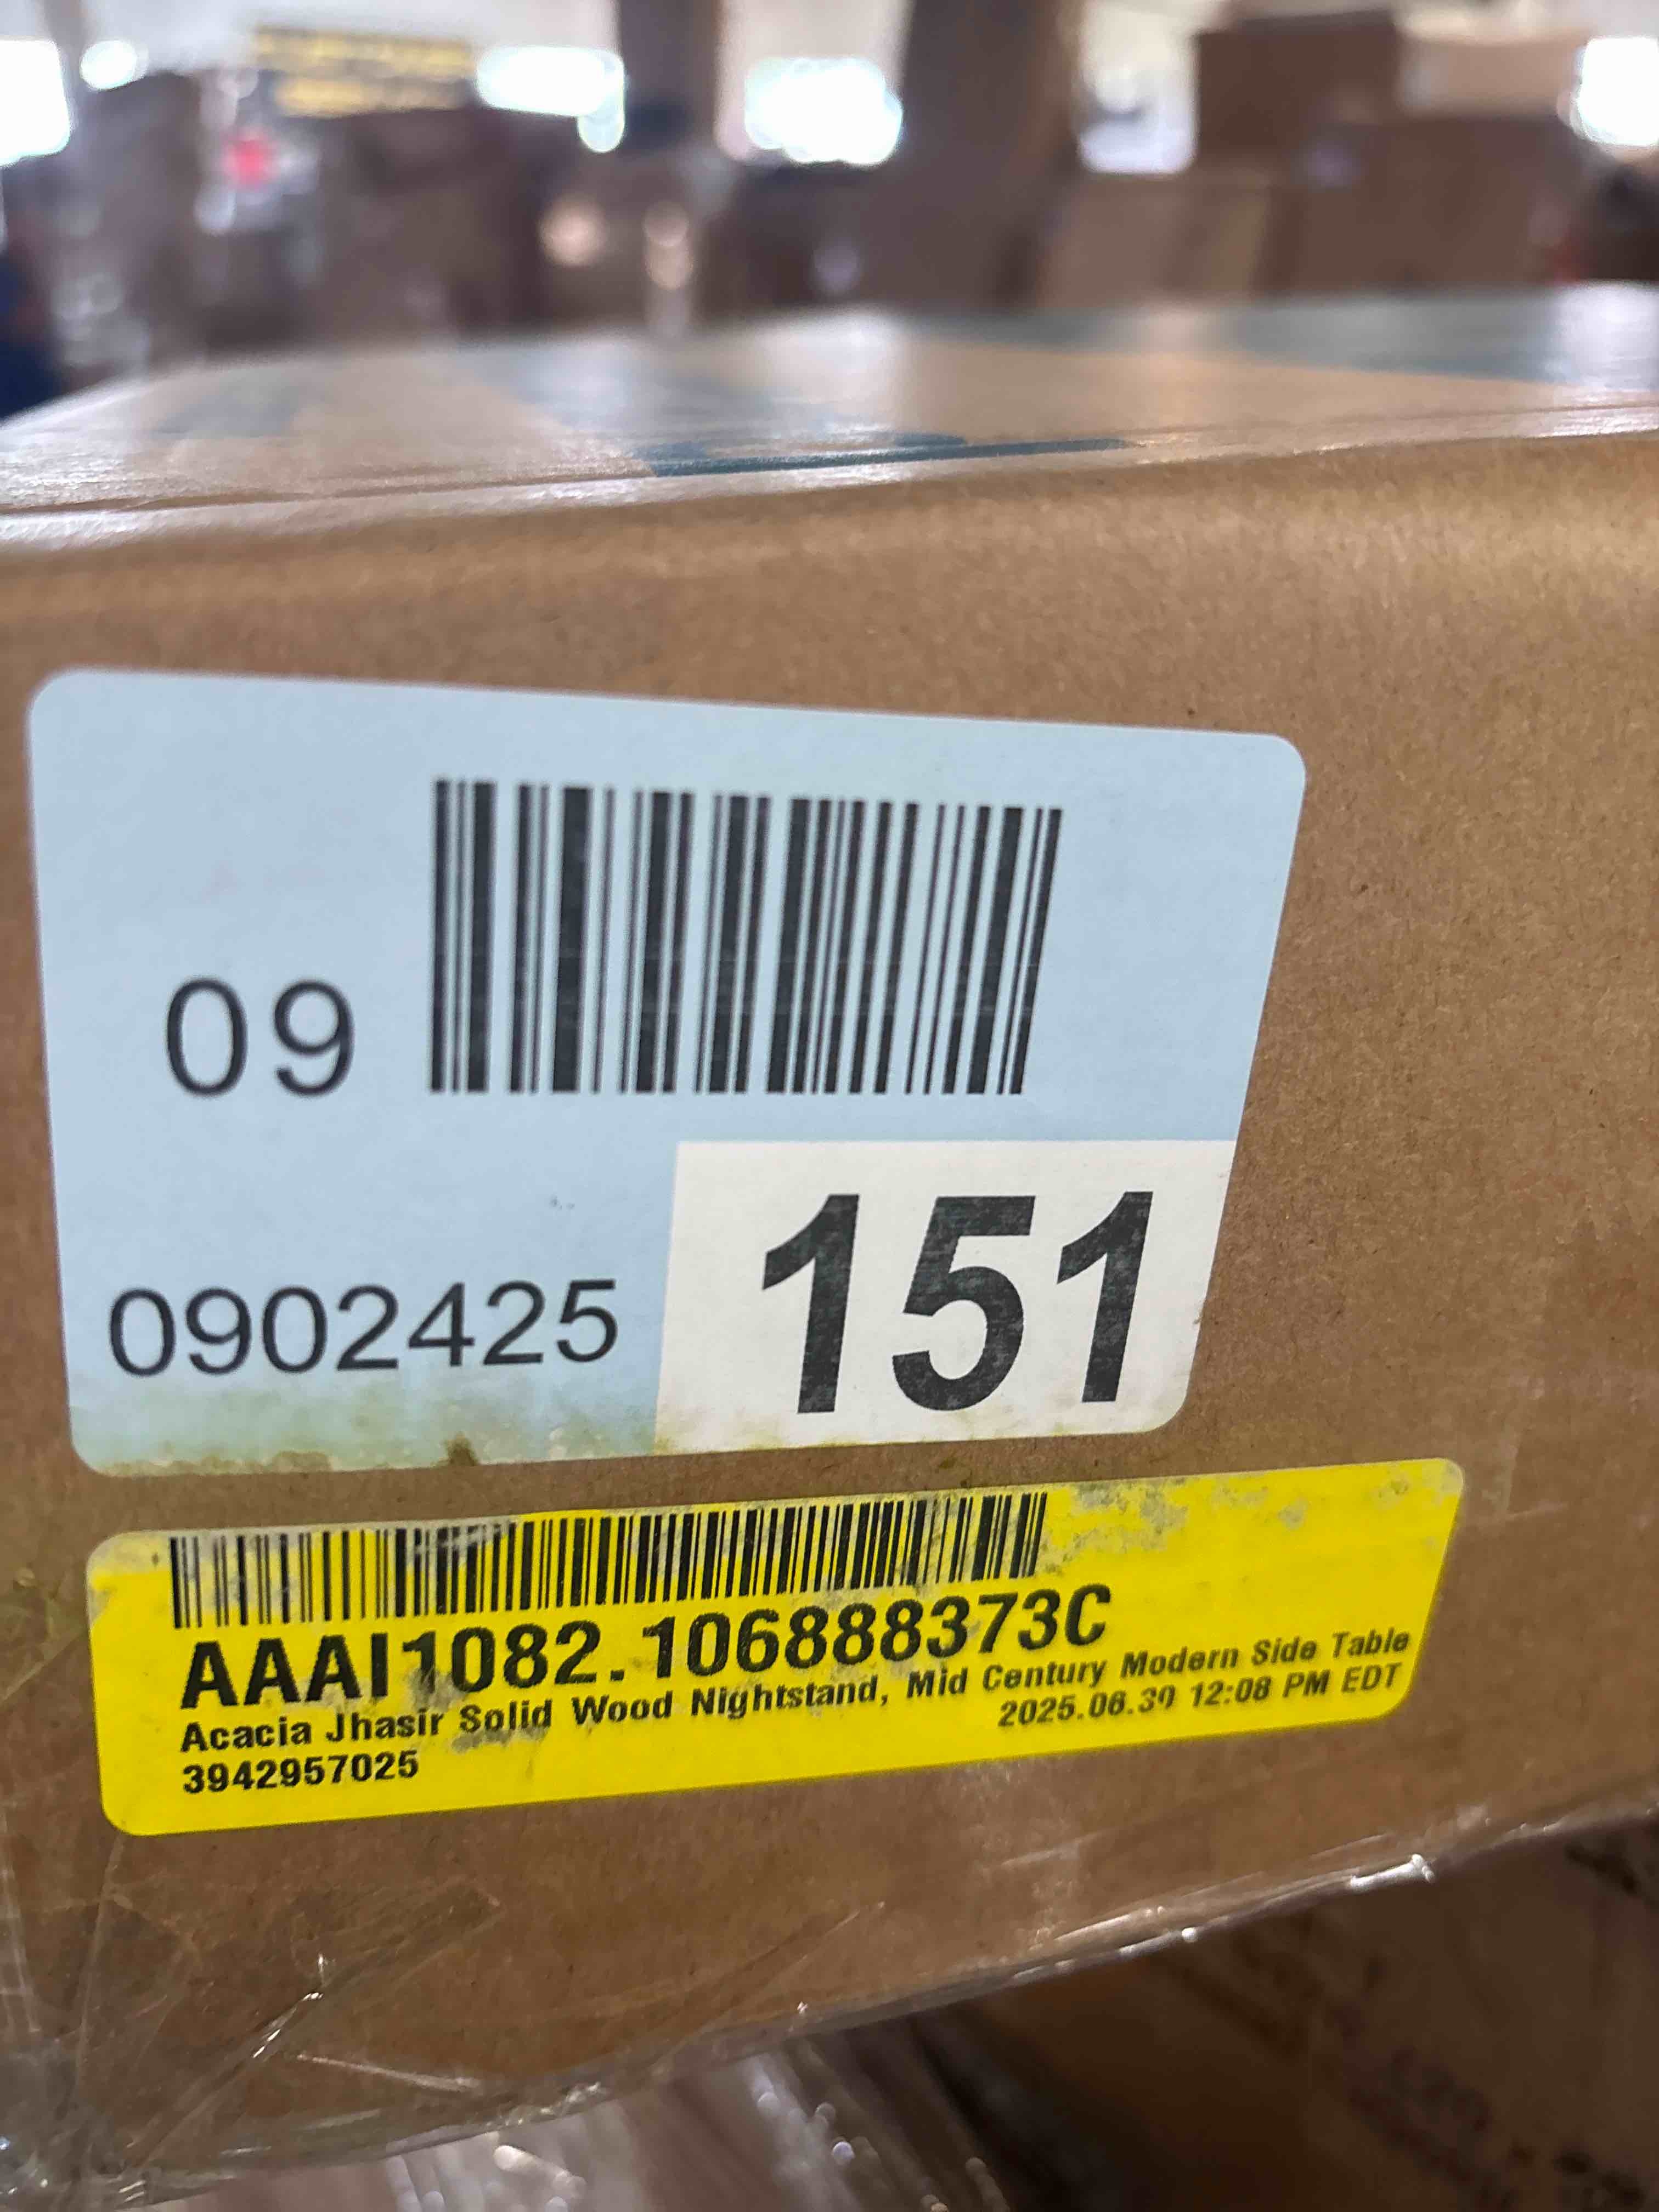 09
0902425
151
AAAI1082.106888373C
Acacia Jhasir Solid Wood Nightstand, Mid Century Modern Side Table
2025.06.30 12:08 PM EDT
3942957025